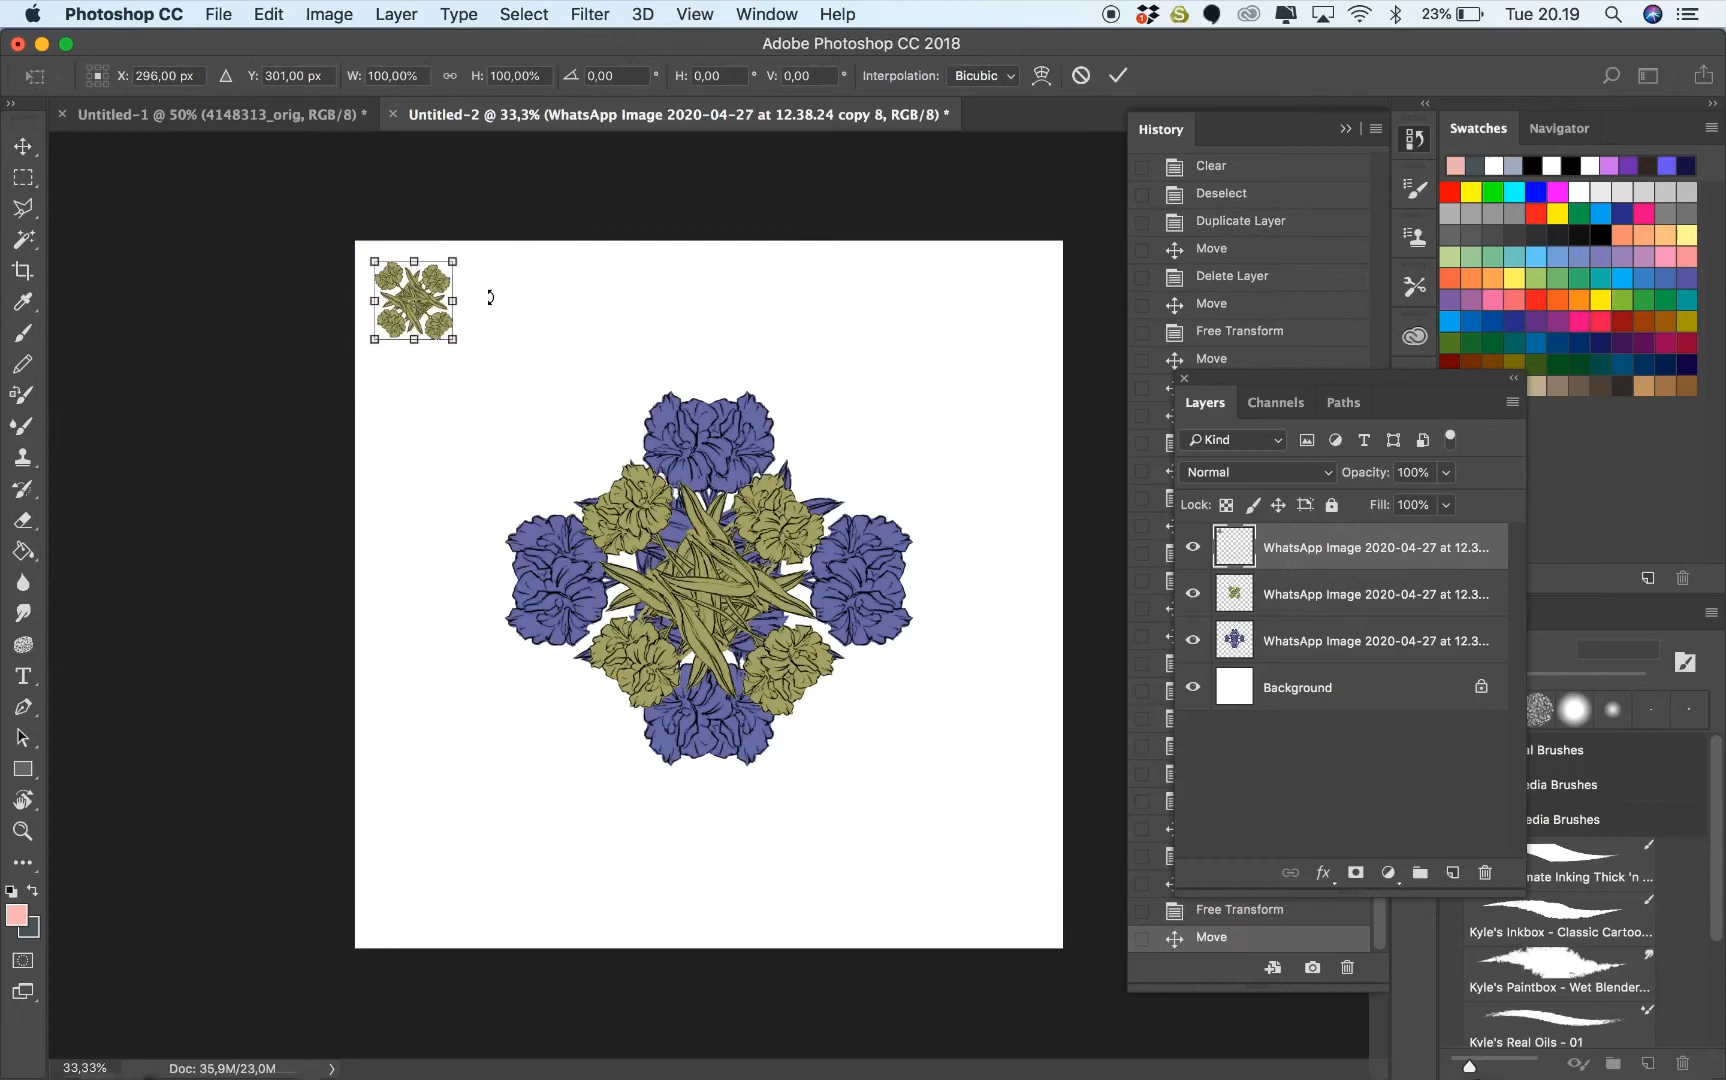 Photoshop CC File Edit Image Layer Type Select Filter 3D View Window Help 23% Tue 20.19
Adobe Photoshop CC 2018
X: 296,00 px Y: 301,00 px W: 100,00% H: 100,00% 0,00 ° H: 0,00 ° V: 0,00 ° Interpolation: Bicubic
Untitled-1 @ 50% (4148313_orig, RGB/8) * Untitled-2 @ 33,3% (WhatsApp Image 2020-04-27 at 12.38.24 copy 8, RGB/8) *
History
Swatches Navigator
Clear
Deselect
Duplicate Layer
Move
Delete Layer
Move
Free Transform
Move
Layers Channels Paths
Kind
Normal Opacity: 100%
Lock: Fill: 100%
WhatsApp Image 2020-04-27 at 12.3...
WhatsApp Image 2020-04-27 at 12.3...
WhatsApp Image 2020-04-27 at 12.3...
Background
al Brushes
edia Brushes
edia Brushes
mate Inking Thick 'n ...
fx
Free Transform
Kyle's Inkbox - Classic Cartoo...
Move
Kyle's Paintbox - Wet Blender...
Kyle's Real Oils - 01
33,33% Doc: 35,9M/23,0M